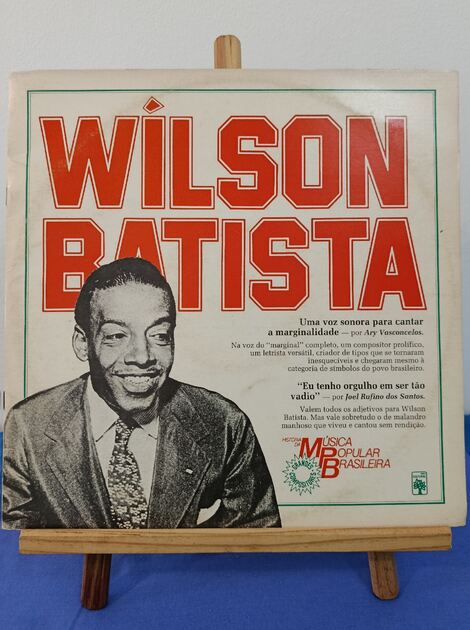 WÍLSON
BATISTA
Uma voz sonora para cantar
a marginalidade — por Ary Vasconcelos.
Na voz do "marginal" completo, um compositor prolífico,
um letrista versátil, criador de tipos que se tornaram
inesquecíveis e chegaram mesmo à
categoria de símbolos do povo brasileiro.
"Eu tenho orgulho em ser tão
vadio" — por Joel Rufino dos Santos.
Valem todos os adjetivos para Wilson
Batista. Mas vale sobretudo o de malandro
manhoso que viveu e cantou sem rendição.
HISTÓRIA DA
MÚSICA
POPULAR
BRASILEIRA
GRANDES
COMPOSITORES